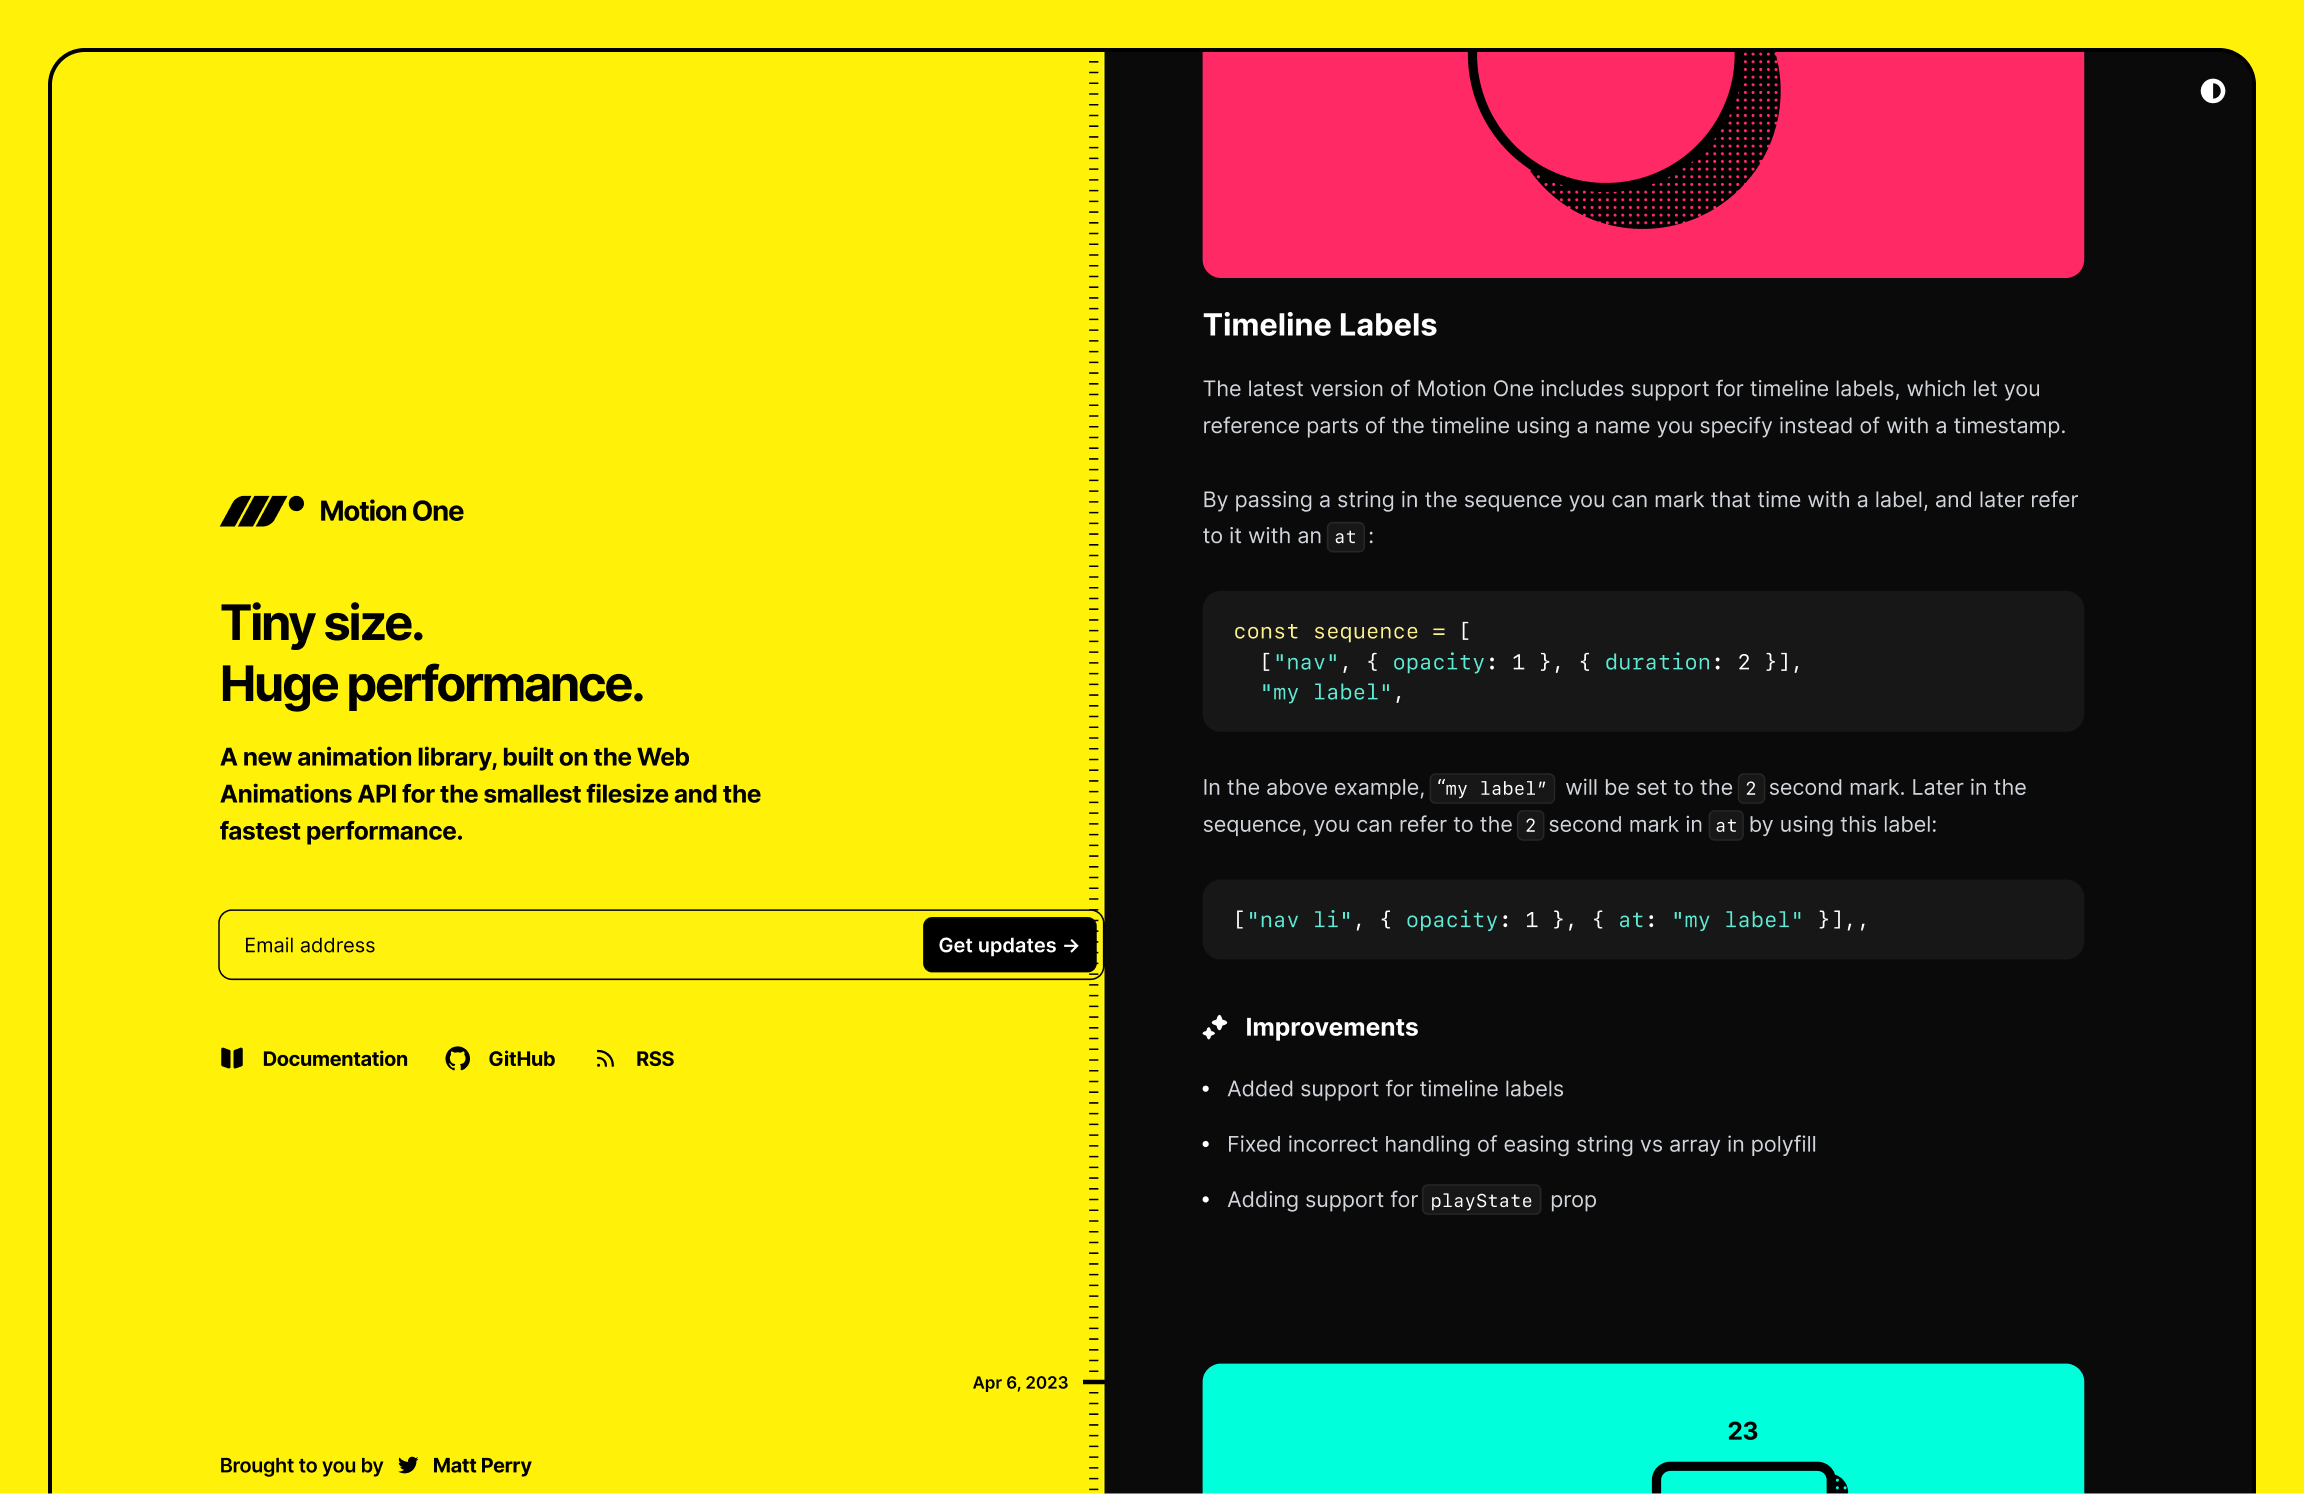 Motion One
Tiny size.
Huge performance.
A new animation library, built on the Web
Animations API for the smallest filesize and the
fastest performance.
Email address
Get updates →
Documentation
GitHub
RSS
Apr 6, 2023
Brought to you by Matt Perry
Timeline Labels
The latest version of Motion One includes support for timeline labels, which let you
reference parts of the timeline using a name you specify instead of with a timestamp.
By passing a string in the sequence you can mark that time with a label, and later refer
to it with an at :
const sequence = [
  ["nav", { opacity: 1 }, { duration: 2 }],
  "my label",
In the above example, “my label” will be set to the 2 second mark. Later in the
sequence, you can refer to the 2 second mark in at by using this label:
["nav li", { opacity: 1 }, { at: "my label" }],,
Improvements
• Added support for timeline labels
• Fixed incorrect handling of easing string vs array in polyfill
• Adding support for playState prop
23